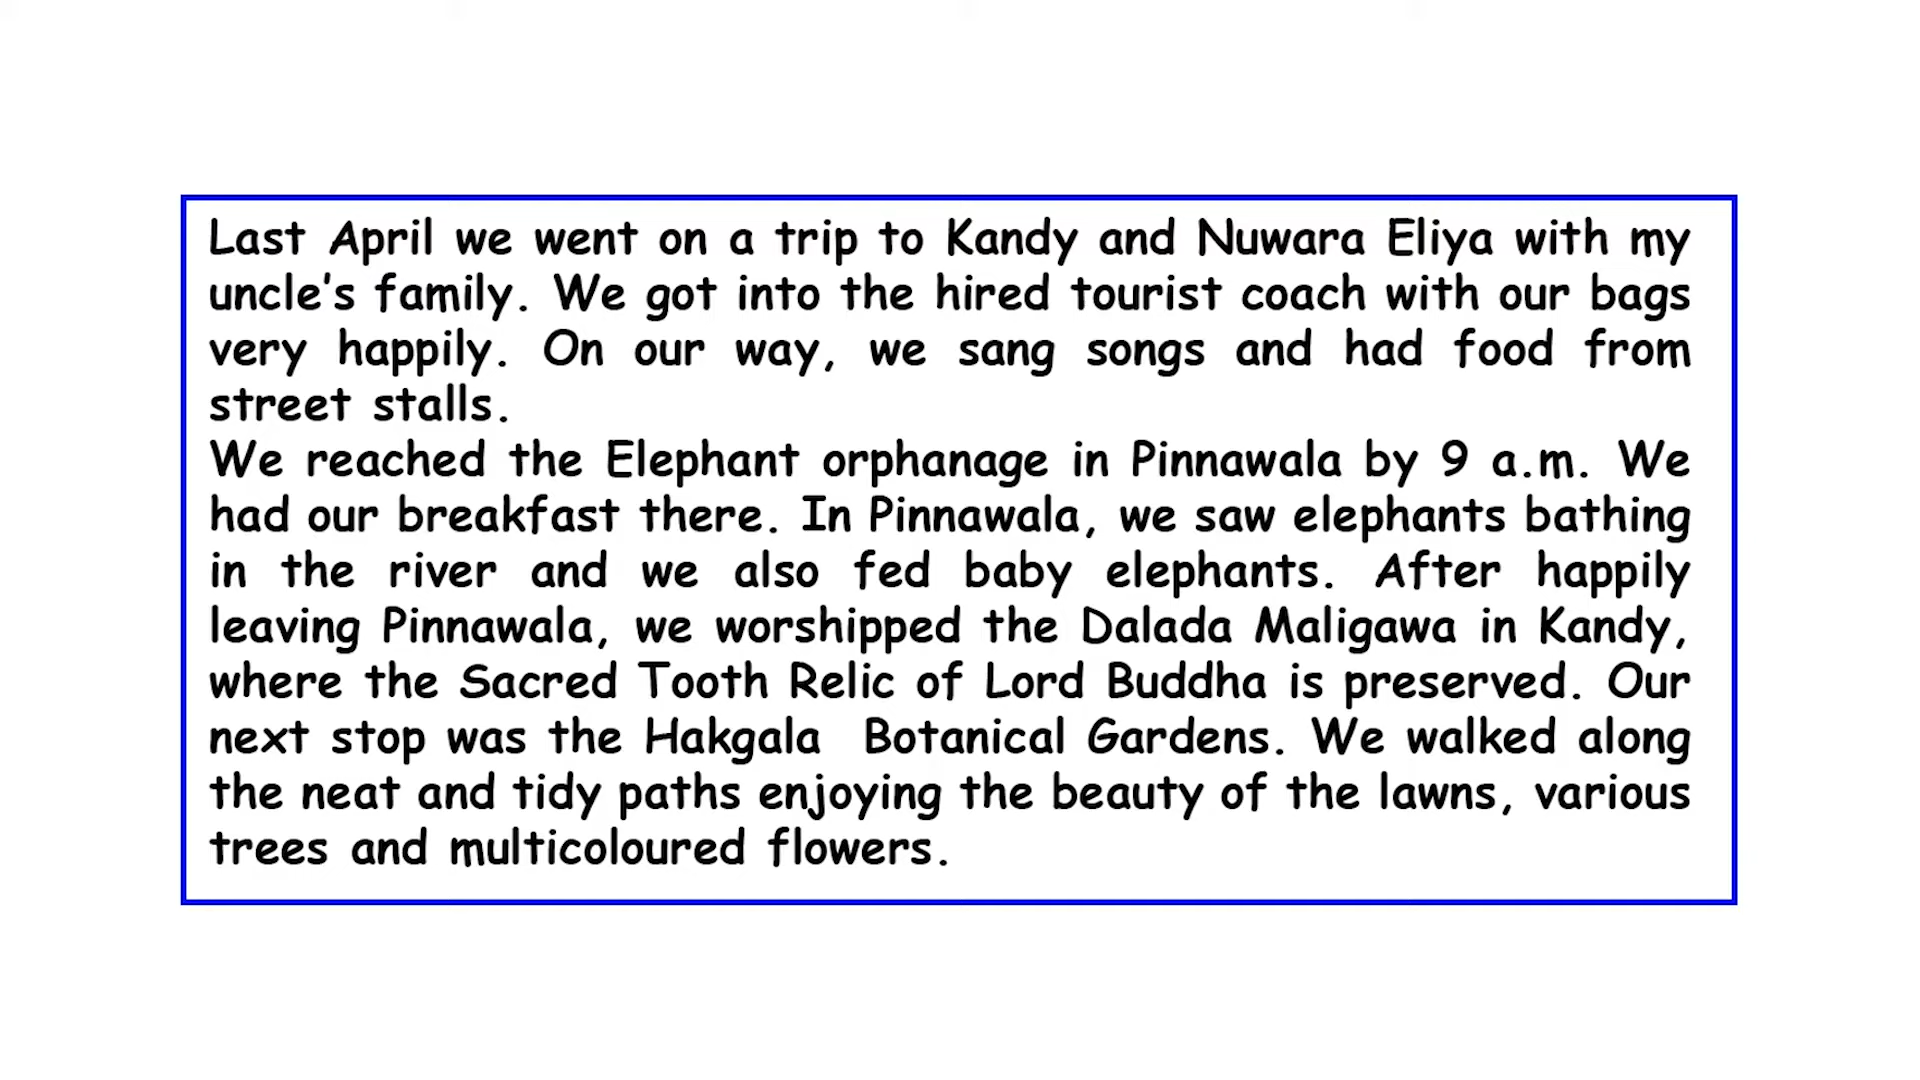 Last April we went on a trip to Kandy and Nuwara Eliya with my
uncle's family. We got into the hired tourist coach with our bags
very happily. On our way, we sang songs and had food from
street stalls.
We reached the Elephant orphanage in Pinnawala by 9 a.m. We
had our breakfast there. In Pinnawala, we saw elephants bathing
in the river and we also fed baby elephants. After happily
leaving Pinnawala, we worshipped the Dalada Maligawa in Kandy,
where the Sacred Tooth Relic of Lord Buddha is preserved. Our
next stop was the Hakgala  Botanical Gardens. We walked along
the neat and tidy paths enjoying the beauty of the lawns, various
trees and multicoloured flowers.